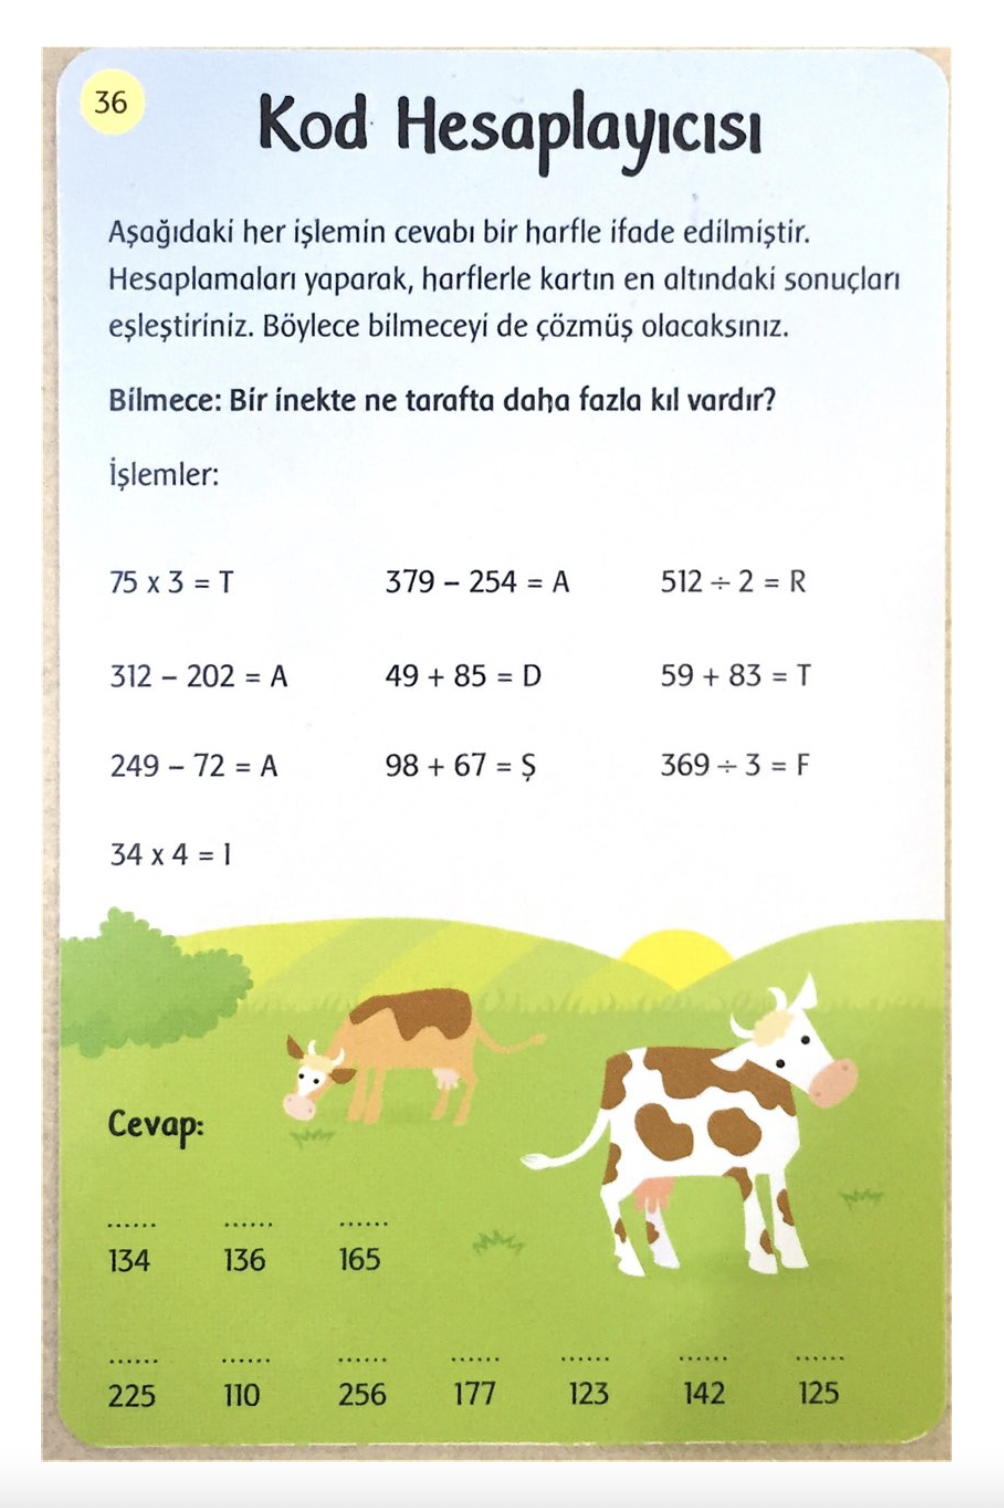 36
Kod Hesaplayıcısı
Aşağıdaki her işlemin cevabı bir harfle ifade edilmiştir.
Hesaplamaları yaparak, harflerle kartın en altındaki sonuçları
eşleştiriniz. Böylece bilmeceyi de çözmüş olacaksınız.
Bilmece: Bir inekte ne tarafta daha fazla kıl vardır?
İşlemler:
75 x 3 = T 379 – 254 = A 512 ÷ 2 = R
312 – 202 = A 49 + 85 = D 59 + 83 = T
249 – 72 = A 98 + 67 = Ş 369 ÷ 3 = F
34 x 4 = I
Cevap:
...... ...... ......
134 136 165
...... ...... ...... ...... ...... ...... ......
225 110 256 177 123 142 125